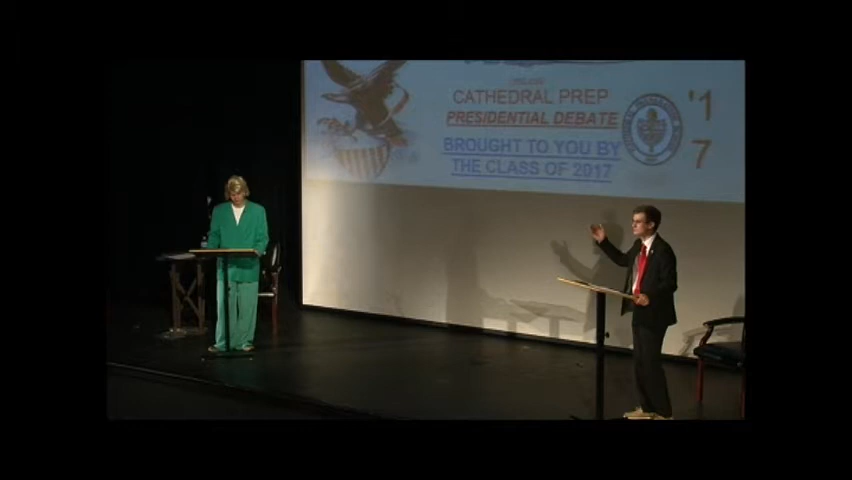 CATHEDRAL PREP
PRESIDENTIAL DEBATE
BROUGHT TO YOU BY
THE CLASS OF 2017
'1
7